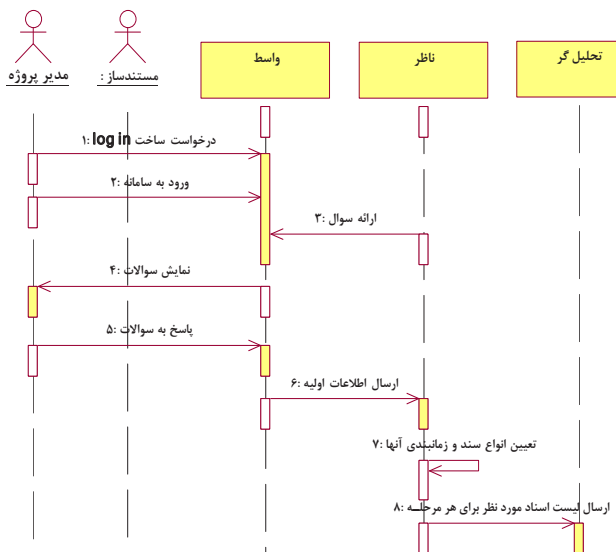 مدیر پروژه
مستندساز :
واسط
ناظر
تحلیل گر
۱: درخواست ساخت log in
۲: ورود به سامانه
۳: ارائه سوال
۴: نمایش سوالات
۵: پاسخ به سوالات
۶: ارسال اطلاعات اولیه
۷: تعیین انواع سند و زمانبندی آنها
۸: ارسال لیست اسناد مورد نظر برای هر مرحله